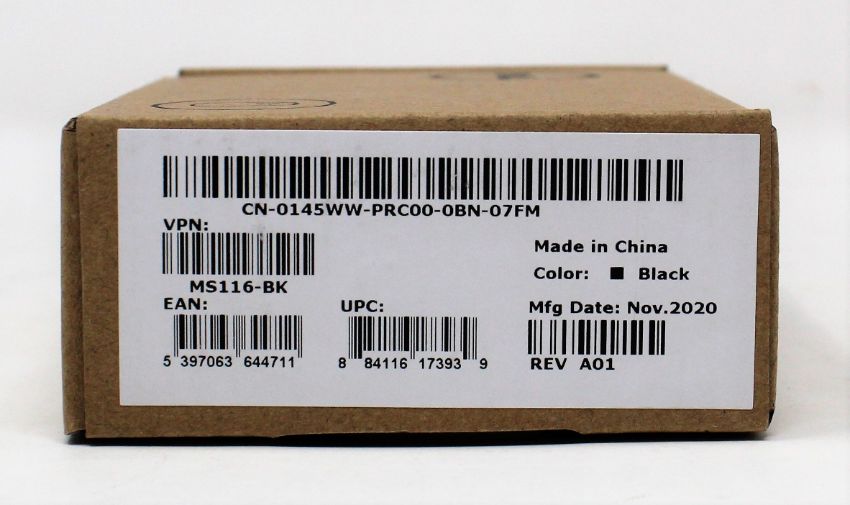 CN-0145WW-PRC00-0BN-07FM
VPN:
MS116-BK
Made in China
Color: ■ Black
EAN:
5 397063 644711
UPC:
8 84116 17393 9
Mfg Date: Nov.2020
REV A01